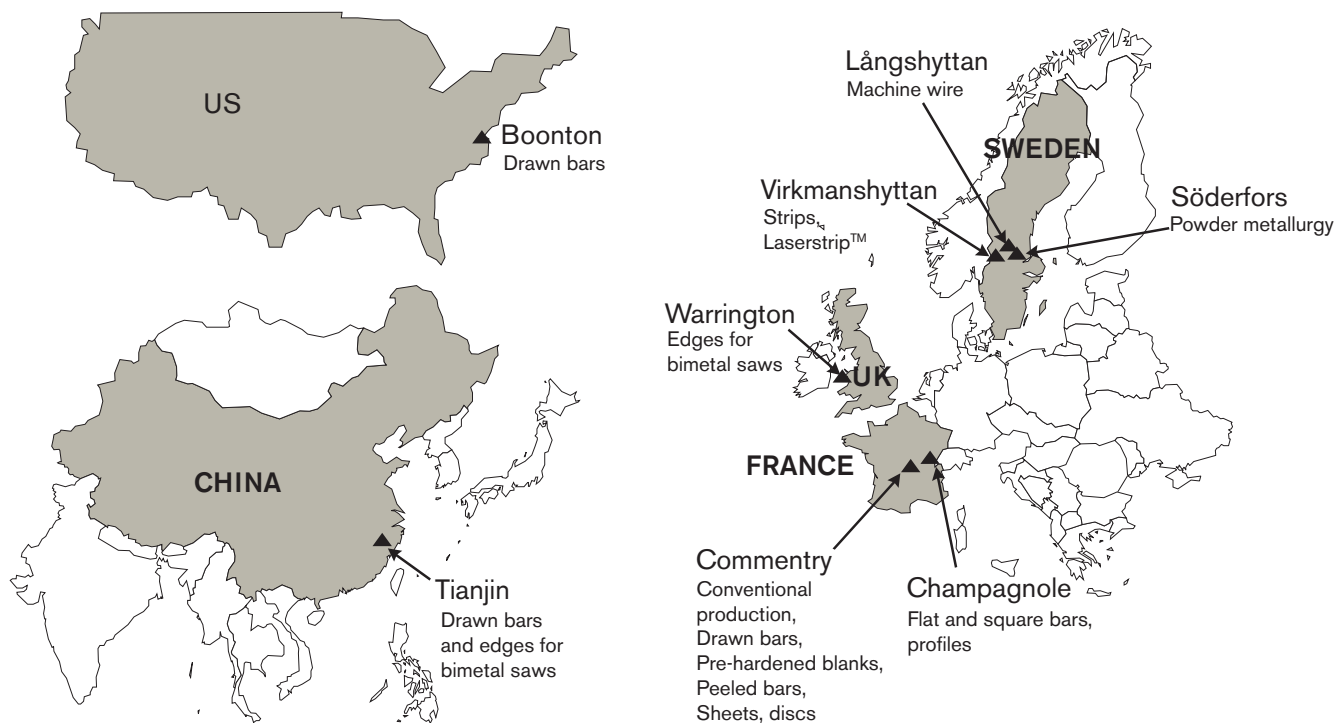 US
Boonton
Drawn bars
CHINA
Tianjin
Drawn bars
and edges for
bimetal saws
Långshyttan
Machine wire
SWEDEN
Virkmanshyttan
Strips,
Laserstrip™
Söderfors
Powder metallurgy
Warrington
Edges for
bimetal saws
UK
FRANCE
Commentry
Conventional
production,
Drawn bars,
Pre-hardened blanks,
Peeled bars,
Sheets, discs
Champagnole
Flat and square bars,
profiles